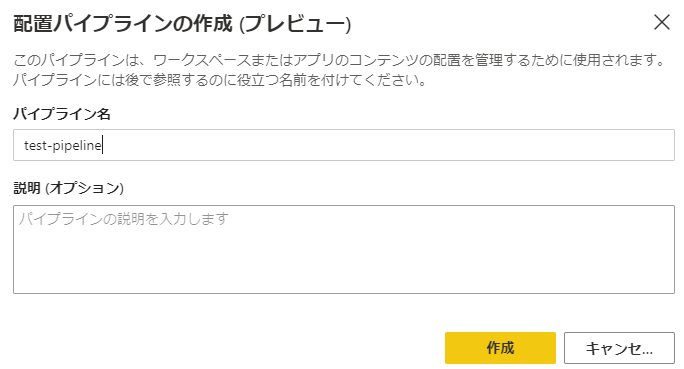 配置パイプラインの作成 (プレビュー)
このパイプラインは、ワークスペースまたはアプリのコンテンツの配置を管理するために使用されます。
パイプラインには後で参照するのに役立つ名前を付けてください。
パイプライン名
test-pipeline
説明 (オプション)
パイプラインの説明を入力します
作成
キャンセ...